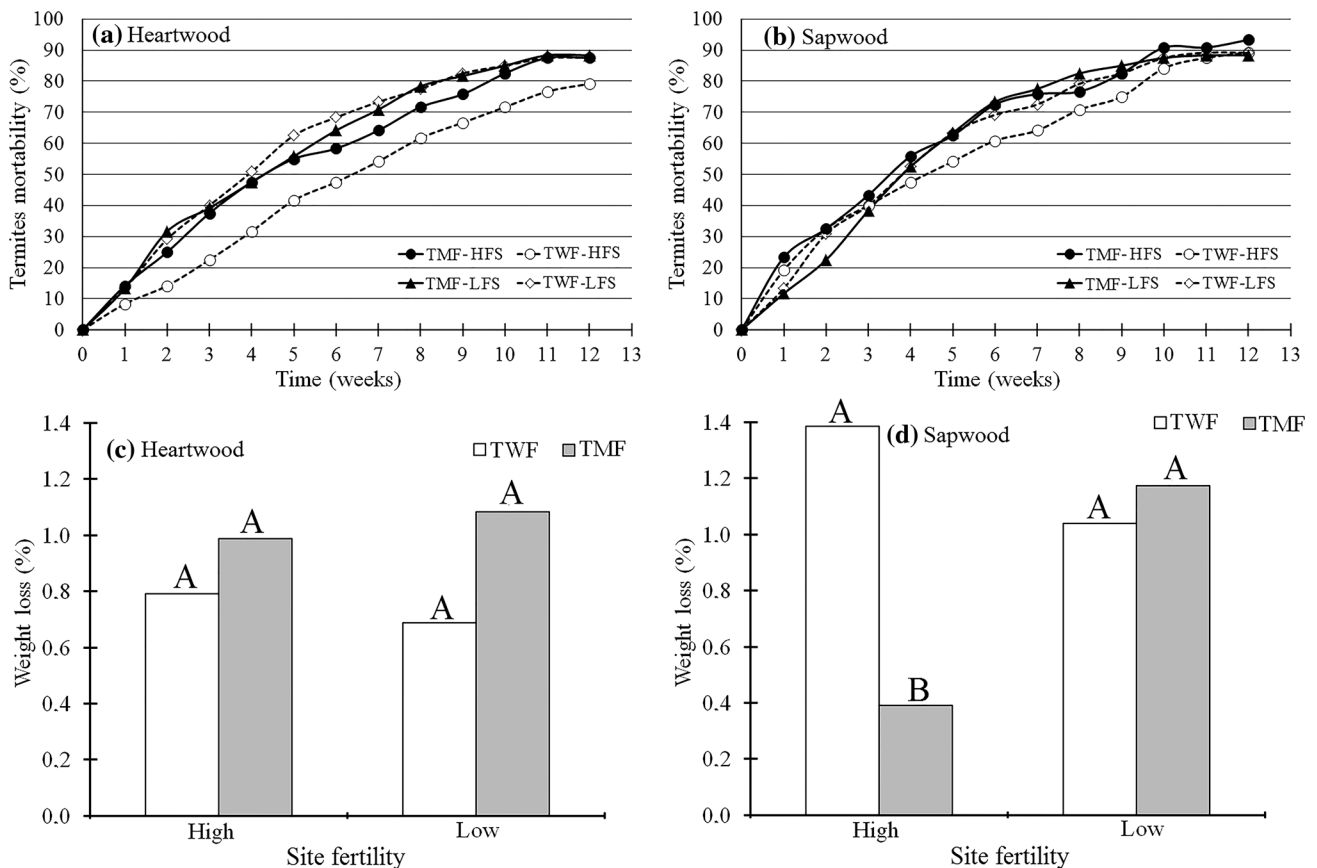 (a) Heartwood
Termites mortability (%)
100
90
80
70
60
50
40
30
20
10
0
TMF-HFS TWF-HFS
TMF-LFS TWF-LFS
0 1 2 3 4 5 6 7 8 9 10 11 12 13
Time (weeks)
(b) Sapwood
Termites mortability (%)
100
90
80
70
60
50
40
30
20
10
0
TMF-HFS TWF-HFS
TMF-LFS TWF-LFS
0 1 2 3 4 5 6 7 8 9 10 11 12 13
Time (weeks)
(c) Heartwood
TWF TMF
Weight loss (%)
1.4
1.2
1.0
0.8
0.6
0.4
0.2
0.0
A A A A
High Low
Site fertility
(d) Sapwood
TWF TMF
Weight loss (%)
1.4
1.2
1.0
0.8
0.6
0.4
0.2
0.0
A B A A
High Low
Site fertility